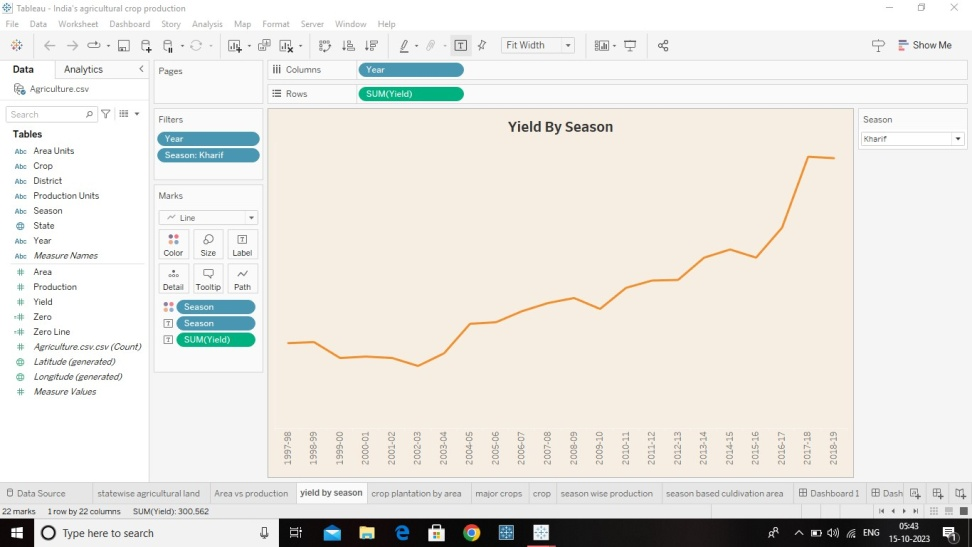 Tableau - India's agricultural crop production
File Data Worksheet Dashboard Story Analysis Map Format Server Window Help
Fit Width
Show Me
Data Analytics
Agriculture.csv
Search
Tables
Abc Area Units
Abc Crop
Abc District
Abc Production Units
Abc Season
State
Abc Year
Abc Measure Names
# Area
# Production
# Yield
=# Zero
=# Zero Line
# Agriculture.csv.csv (Count)
Latitude (generated)
Longitude (generated)
# Measure Values
Pages
Filters
Year
Season: Kharif
Marks
Line
Color Size Label
Detail Tooltip Path
Season
Season
SUM(Yield)
Columns Year
Rows SUM(Yield)
Yield By Season
1997-98 1998-99 1999-00 2000-01 2001-02 2002-03 2003-04 2004-05 2005-06 2006-07 2007-08 2008-09 2009-10 2010-11 2011-12 2012-13 2013-14 2014-15 2015-16 2016-17 2017-18 2018-19
Season
Kharif
Data Source statewise agricultural land Area vs production yield by season crop plantation by area major crops crop season wise production season based culdivation area Dashboard 1 Dash
22 marks 1 row by 22 columns SUM(Yield): 300,562
Type here to search
ENG
05:43
15-10-2023
1